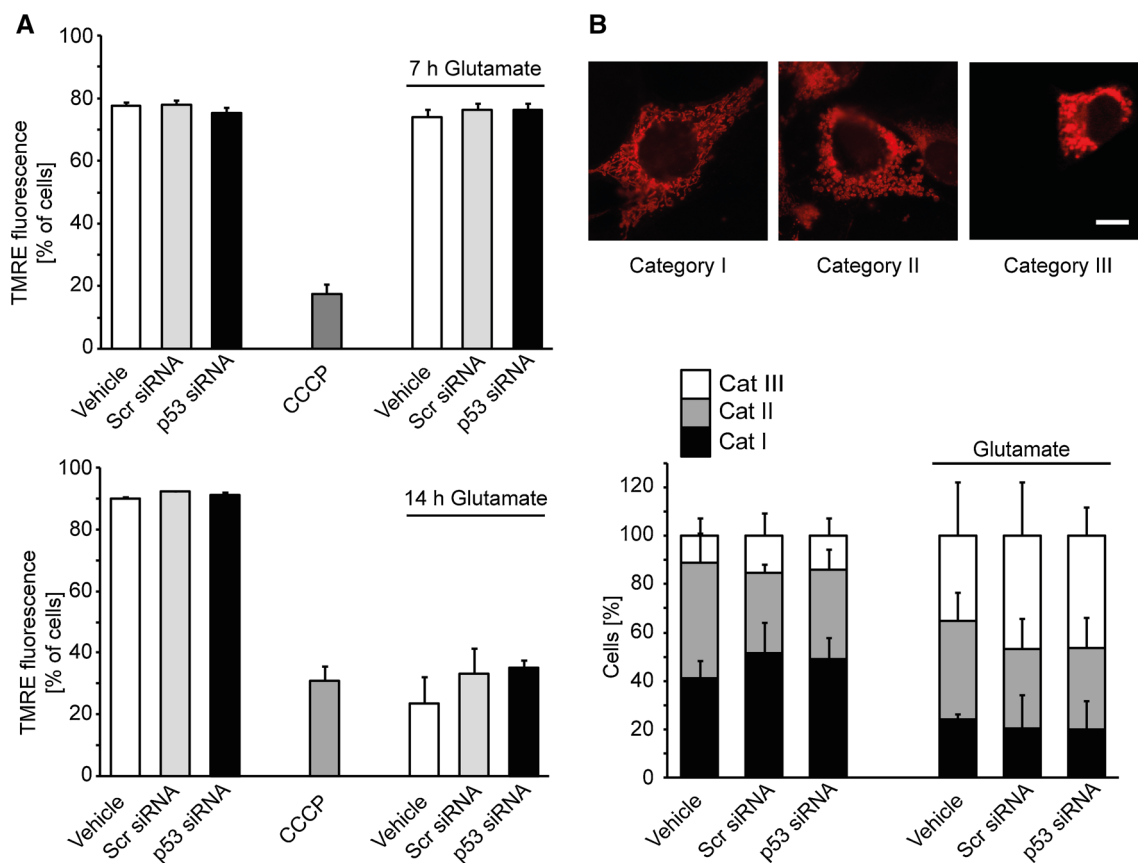 A
100
80
60
40
20
0
TMRE fluorescence
[% of cells]
7 h Glutamate
Vehicle
Scr siRNA
p53 siRNA
CCCP
Vehicle
Scr siRNA
p53 siRNA
100
80
60
40
20
0
TMRE fluorescence
[% of cells]
14 h Glutamate
Vehicle
Scr siRNA
p53 siRNA
CCCP
Vehicle
Scr siRNA
p53 siRNA
B
Category I
Category II
Category III
Cat III
Cat II
Cat I
Glutamate
120
100
80
60
40
20
0
Cells [%]
Vehicle
Scr siRNA
p53 siRNA
Vehicle
Scr siRNA
p53 siRNA